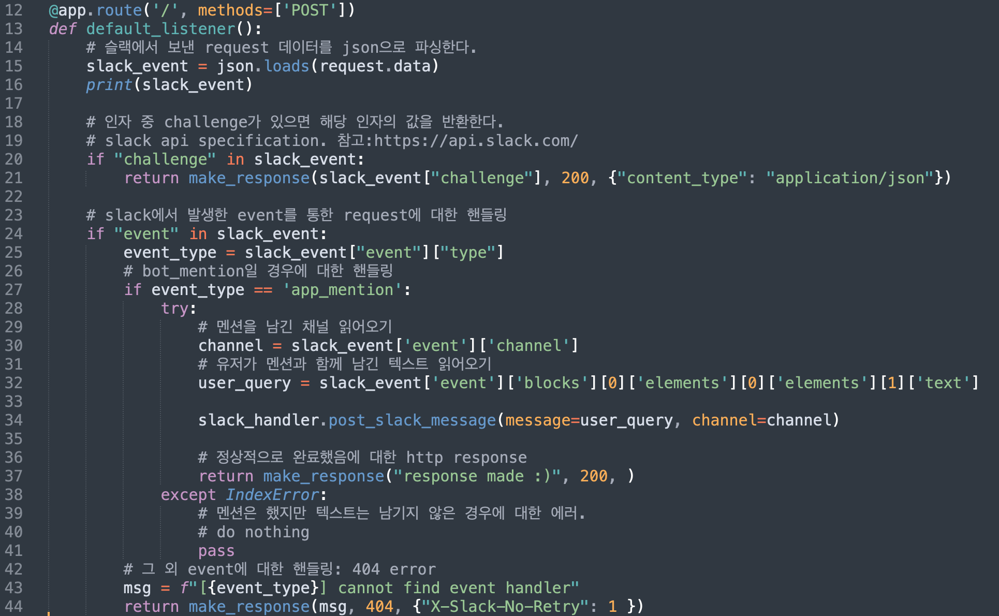 12 @app.route('/', methods=['POST'])
13 def default_listener():
14     # 슬랙에서 보낸 request 데이터를 json으로 파싱한다.
15     slack_event = json.loads(request.data)
16     print(slack_event)
17
18     # 인자 중 challenge가 있으면 해당 인자의 값을 반환한다.
19     # slack api specification. 참고:https://api.slack.com/
20     if "challenge" in slack_event:
21         return make_response(slack_event["challenge"], 200, {"content_type": "application/json"})
22
23     # slack에서 발생한 event를 통한 request에 대한 핸들링
24     if "event" in slack_event:
25         event_type = slack_event["event"]["type"]
26         # bot_mention일 경우에 대한 핸들링
27         if event_type == 'app_mention':
28             try:
29                 # 멘션을 남긴 채널 읽어오기
30                 channel = slack_event['event']['channel']
31                 # 유저가 멘션과 함께 남긴 텍스트 읽어오기
32                 user_query = slack_event['event']['blocks'][0]['elements'][0]['elements'][1]['text']
33
34                 slack_handler.post_slack_message(message=user_query, channel=channel)
35
36                 # 정상적으로 완료했음에 대한 http response
37                 return make_response("response made :)", 200, )
38             except IndexError:
39                 # 멘션은 했지만 텍스트는 남기지 않은 경우에 대한 에러.
40                 # do nothing
41                 pass
42         # 그 외 event에 대한 핸들링: 404 error
43         msg = f"[{event_type}] cannot find event handler"
44         return make_response(msg, 404, {"X-Slack-No-Retry": 1 })